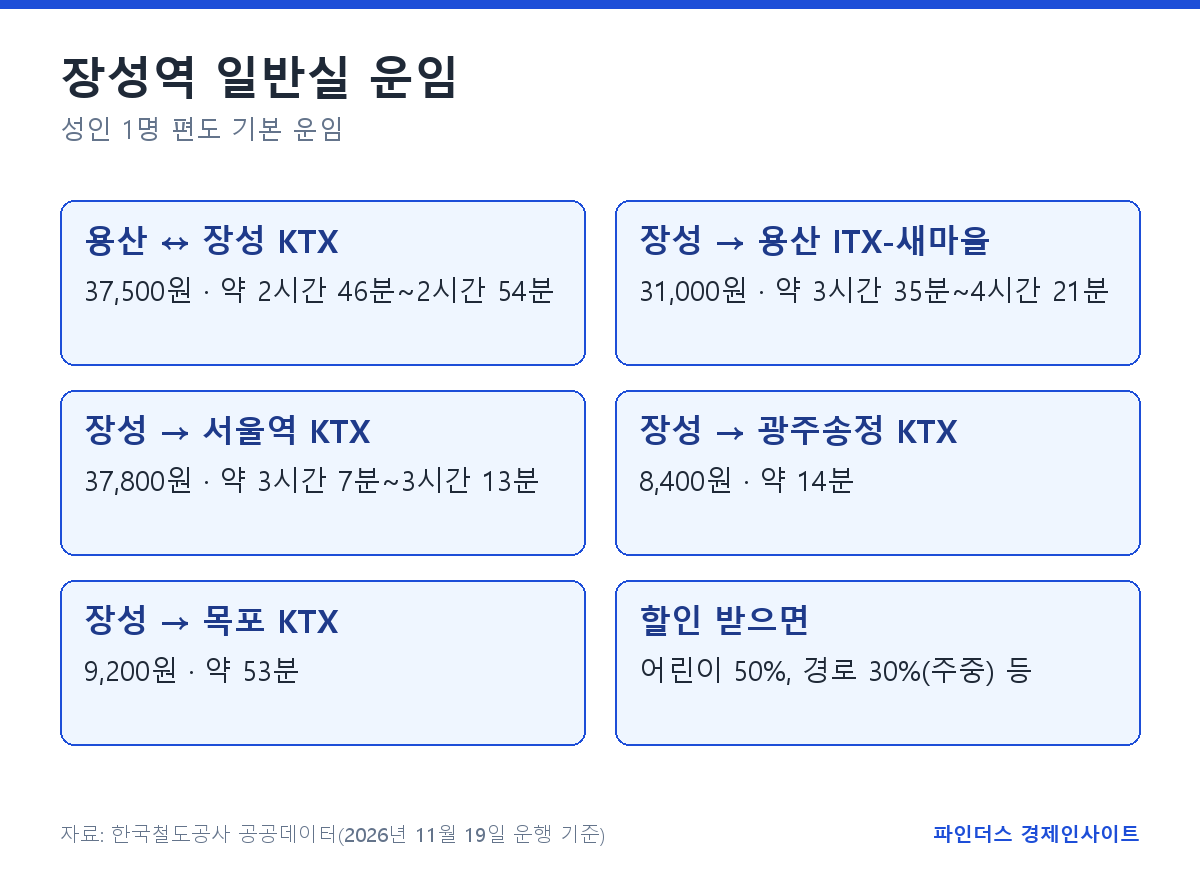 장성역 일반실 운임
성인 1명 편도 기본 운임
용산 ↔ 장성 KTX
37,500원 · 약 2시간 46분~2시간 54분
장성 → 용산 ITX-새마을
31,000원 · 약 3시간 35분~4시간 21분
장성 → 서울역 KTX
37,800원 · 약 3시간 7분~3시간 13분
장성 → 광주송정 KTX
8,400원 · 약 14분
장성 → 목포 KTX
9,200원 · 약 53분
할인 받으면
어린이 50%, 경로 30%(주중) 등
자료: 한국철도공사 공공데이터(2026년 11월 19일 운행 기준)
파인더스 경제인사이트